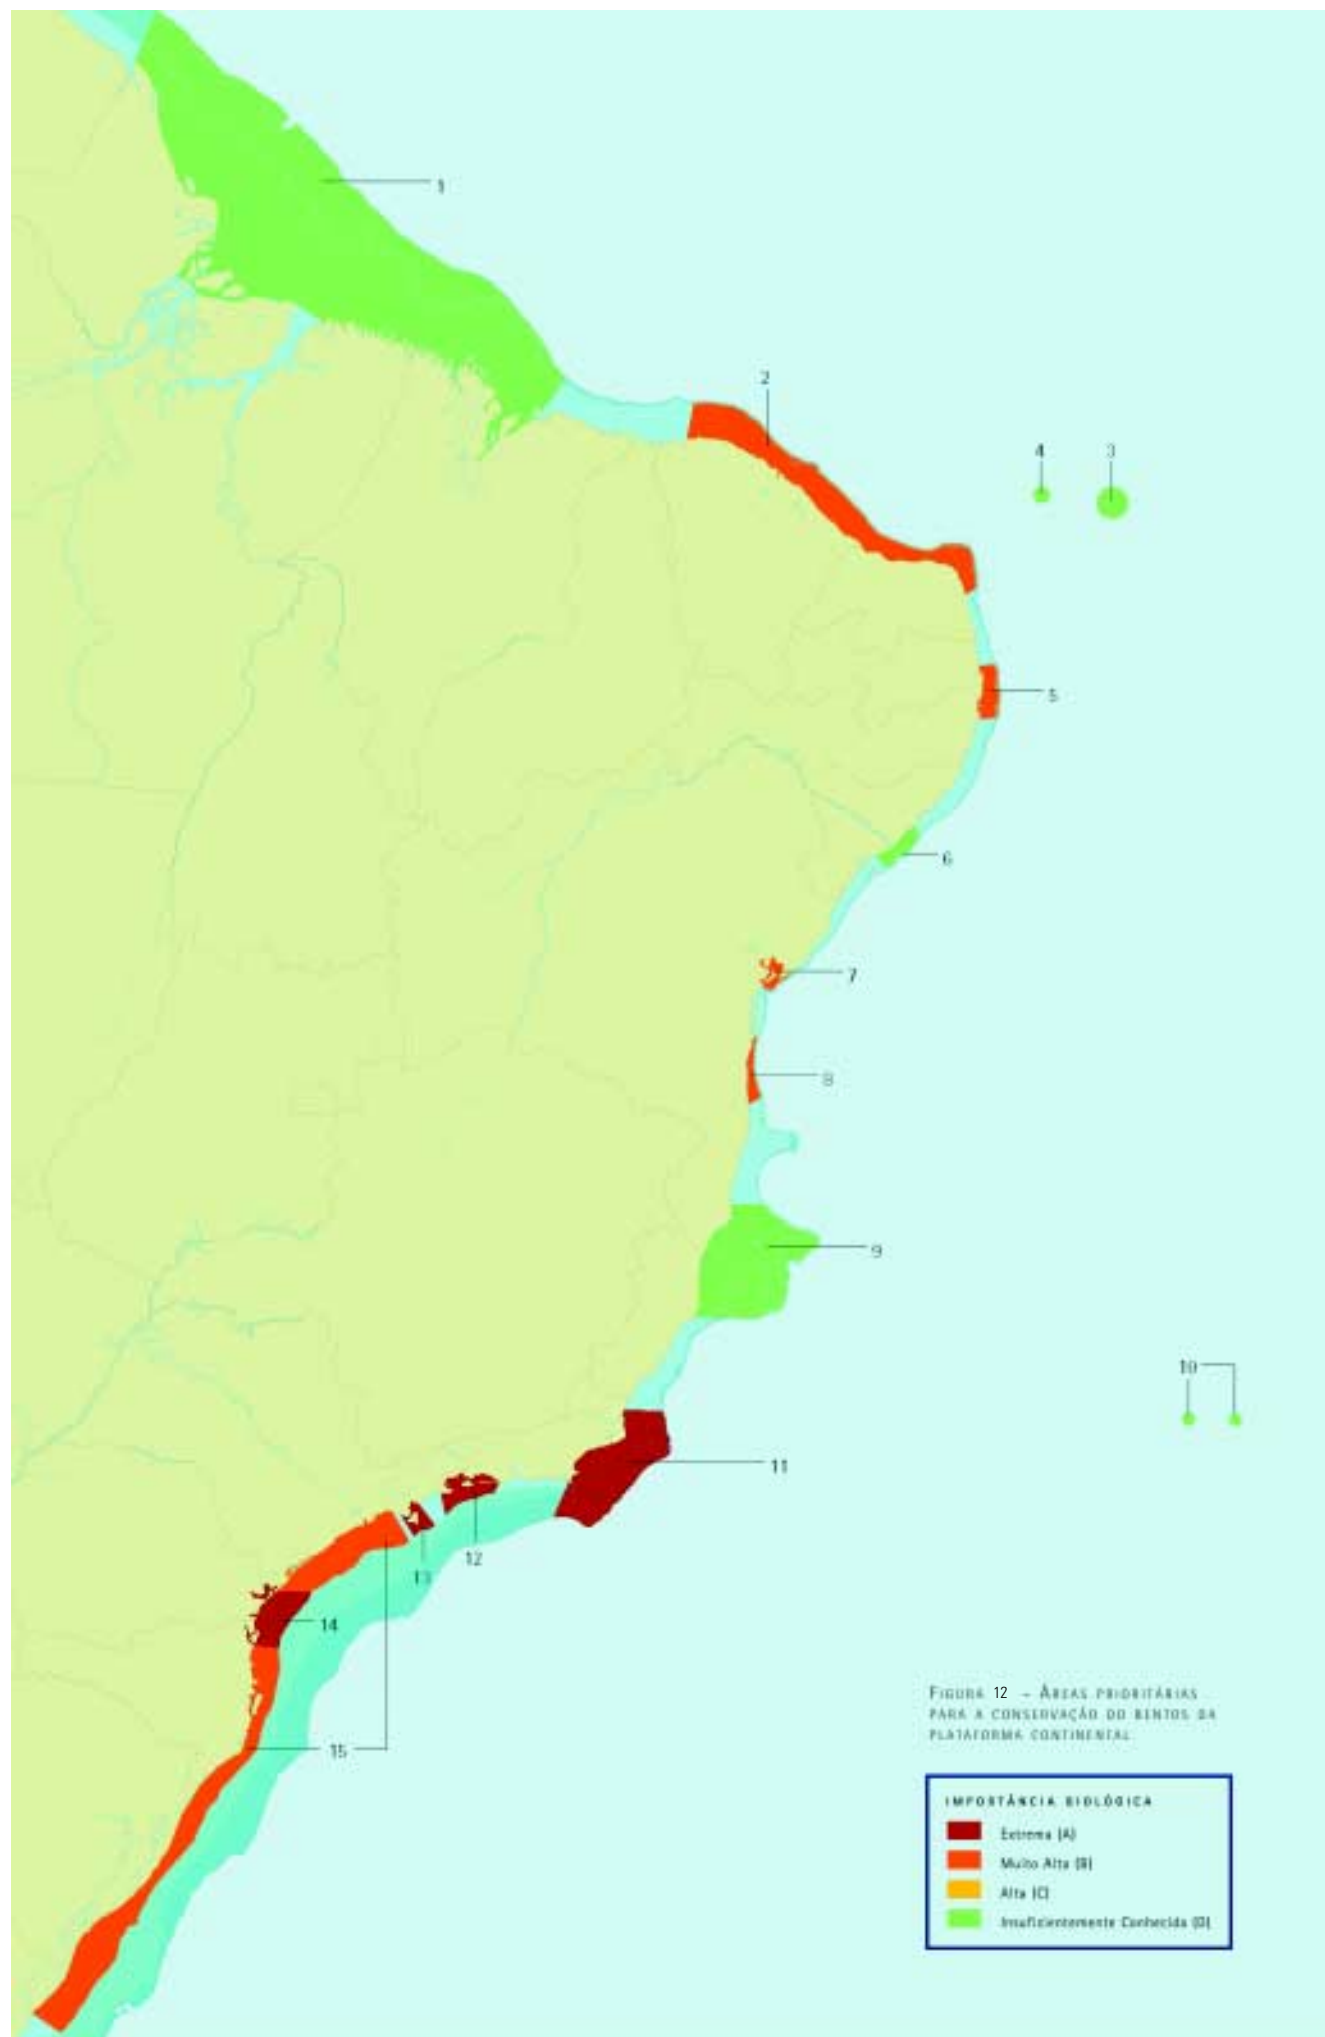 1
2
4
3
5
6
7
8
9
10
11
12
13
14
15
FIGURA 12 – ÁREAS PRIORITÁRIAS
PARA A CONSERVAÇÃO DO BENTOS DA
PLATAFORMA CONTINENTAL
IMPORTÂNCIA BIOLÓGICA
Extrema (A)
Muito Alta (B)
Alta (C)
Insuficientemente Conhecida (D)